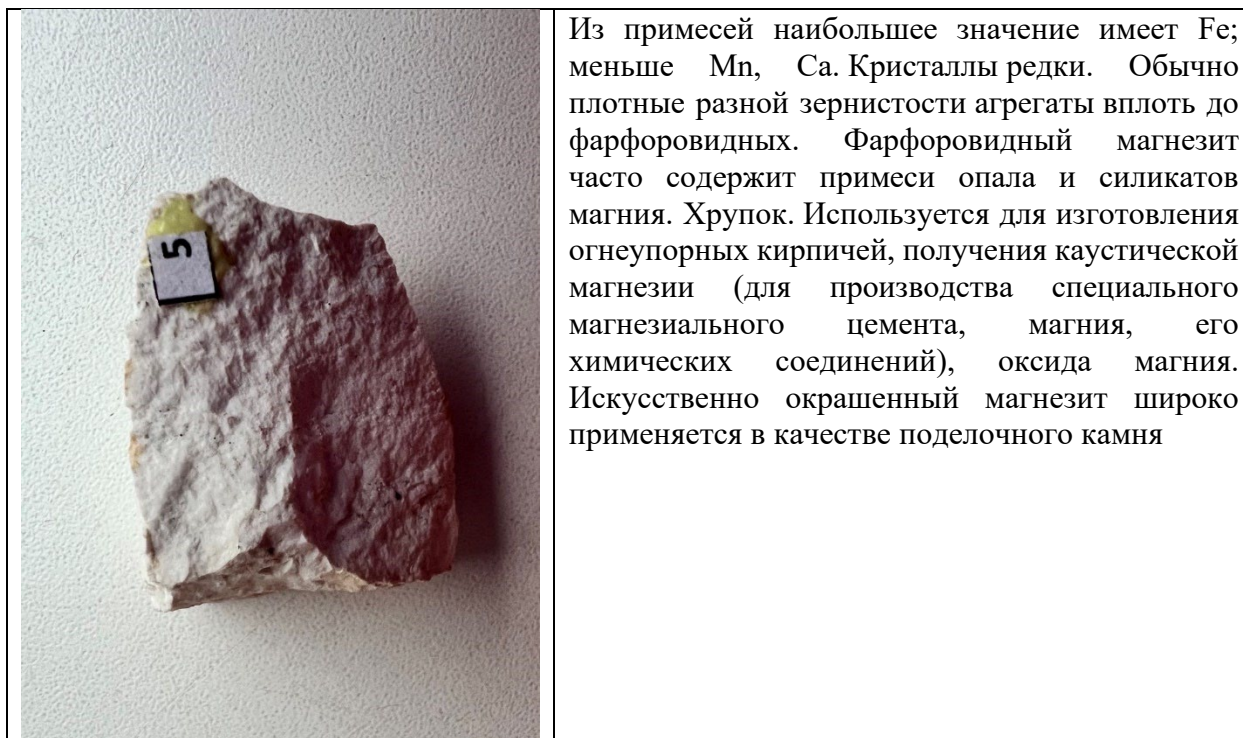 5
Из примесей наибольшее значение имеет Fe;
меньше Mn, Ca. Кристаллы редки. Обычно
плотные разной зернистости агрегаты вплоть до
фарфоровидных. Фарфоровидный магнезит
часто содержит примеси опала и силикатов
магния. Хрупок. Используется для изготовления
огнеупорных кирпичей, получения каустической
магнезии (для производства специального
магнезиального цемента, магния, его
химических соединений), оксида магния.
Искусственно окрашенный магнезит широко
применяется в качестве поделочного камня